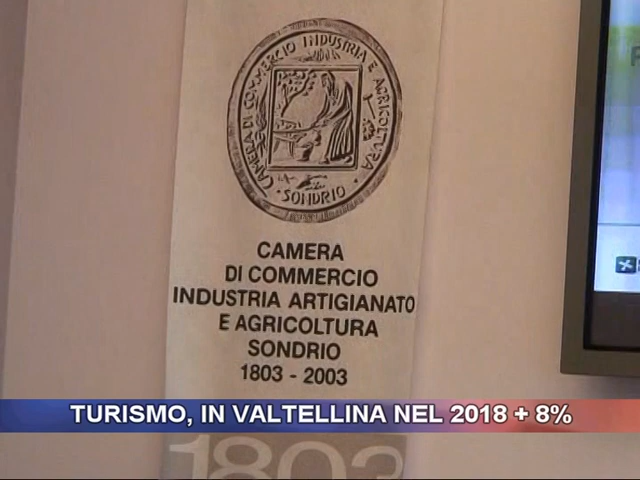 CAMERA DI COMMERCIO INDUSTRIA E AGRICOLTURA
· SONDRIO ·
CAMERA
DI COMMERCIO
INDUSTRIA ARTIGIANATO
E AGRICOLTURA
SONDRIO
1803 - 2003
TURISMO, IN VALTELLINA NEL 2018 + 8%
1803